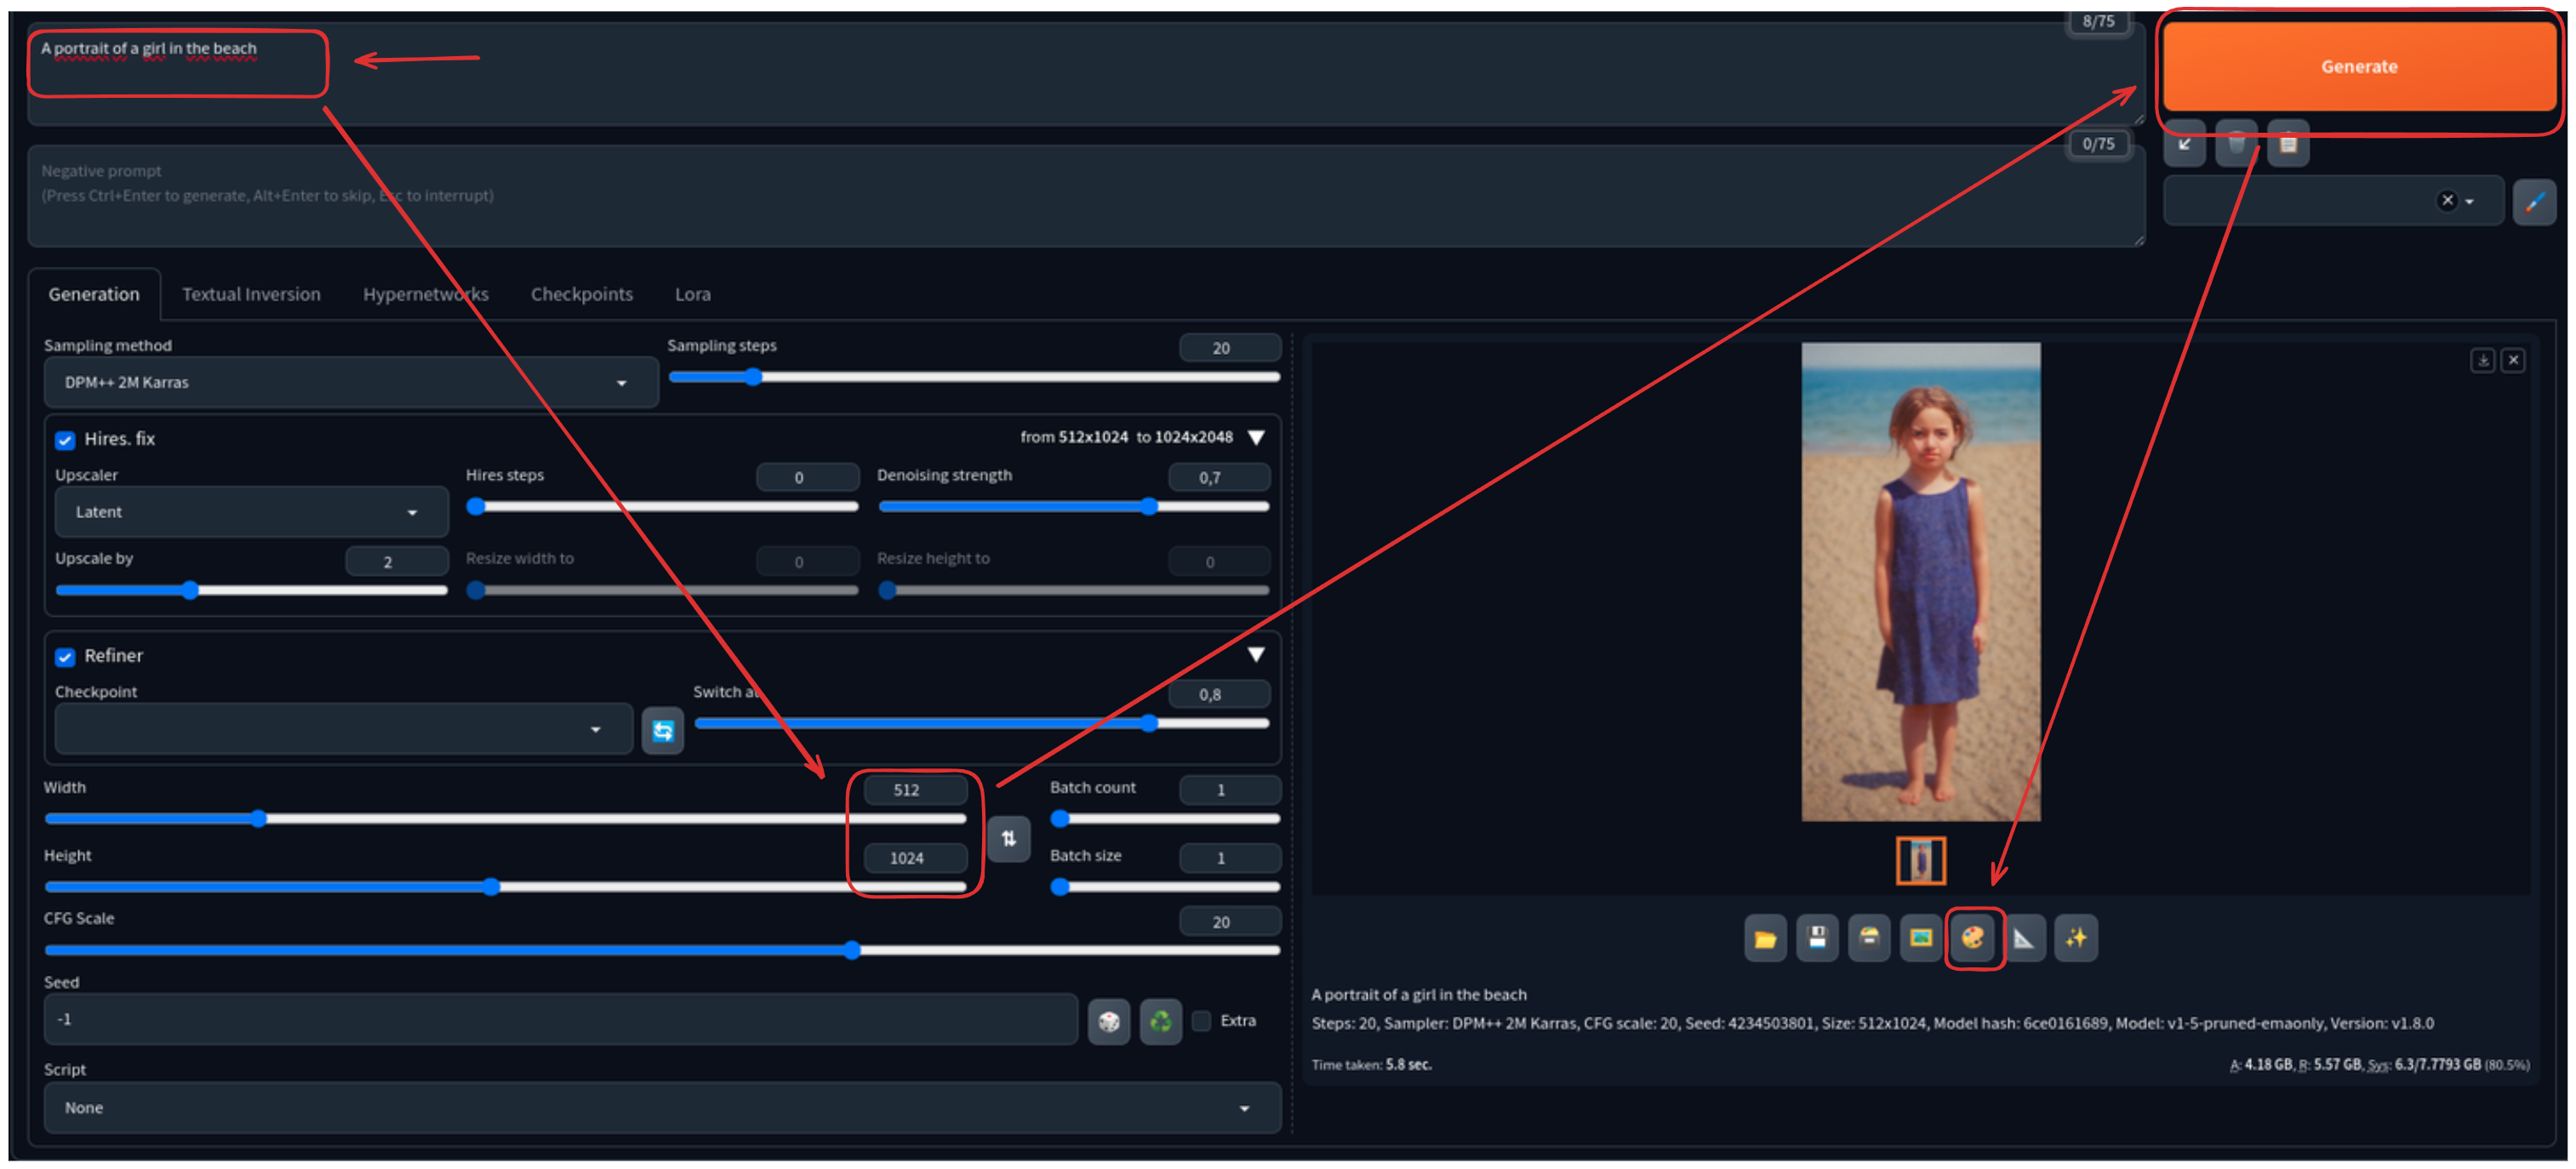 A portrait of a girl in the beach
8/75
Generate
Negative prompt
(Press Ctrl+Enter to generate, Alt+Enter to skip, Esc to interrupt)
0/75
Generation Textual Inversion Hypernetworks Checkpoints Lora
Sampling method
DPM++ 2M Karras
Sampling steps
20
Hires. fix
from 512x1024 to 1024x2048
Upscaler
Latent
Hires steps
0
Denoising strength
0,7
Upscale by
2
Resize width to
0
Resize height to
0
Refiner
Checkpoint
Switch at
0,8
Width
512
Height
1024
Batch count
1
Batch size
1
CFG Scale
20
Seed
-1
Extra
Script
None
A portrait of a girl in the beach
Steps: 20, Sampler: DPM++ 2M Karras, CFG scale: 20, Seed: 4234503801, Size: 512x1024, Model hash: 6ce0161689, Model: v1-5-pruned-emaonly, Version: v1.8.0
Time taken: 5.8 sec.
A: 4.18 GB, R: 5.57 GB, Sys: 6.3/7.7793 GB (80.5%)